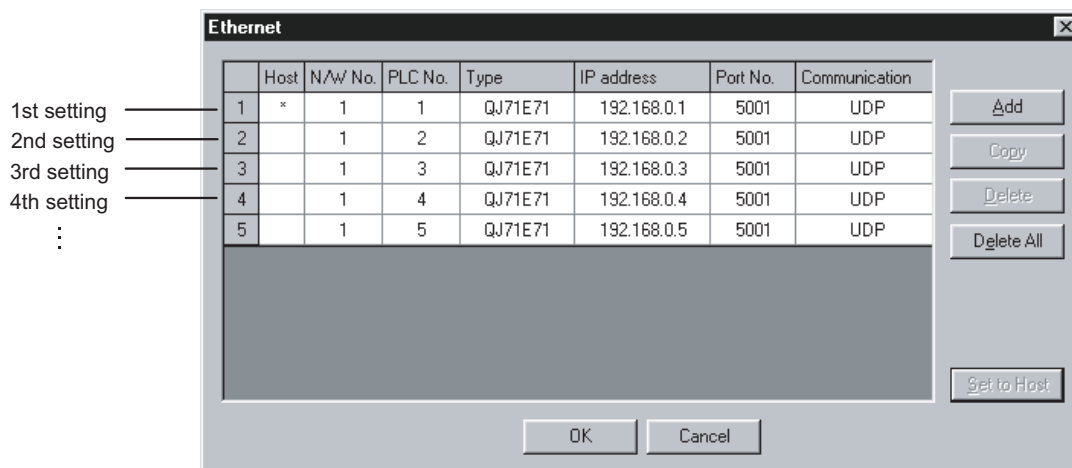 Ethernet
Host N/W No. PLC No. Type IP address Port No. Communication
1st setting 1 * 1 1 QJ71E71 192.168.0.1 5001 UDP
2nd setting 2 1 2 QJ71E71 192.168.0.2 5001 UDP
3rd setting 3 1 3 QJ71E71 192.168.0.3 5001 UDP
4th setting 4 1 4 QJ71E71 192.168.0.4 5001 UDP
⋮ 5 1 5 QJ71E71 192.168.0.5 5001 UDP
Add
Copy
Delete
Delete All
Set to Host
OK Cancel